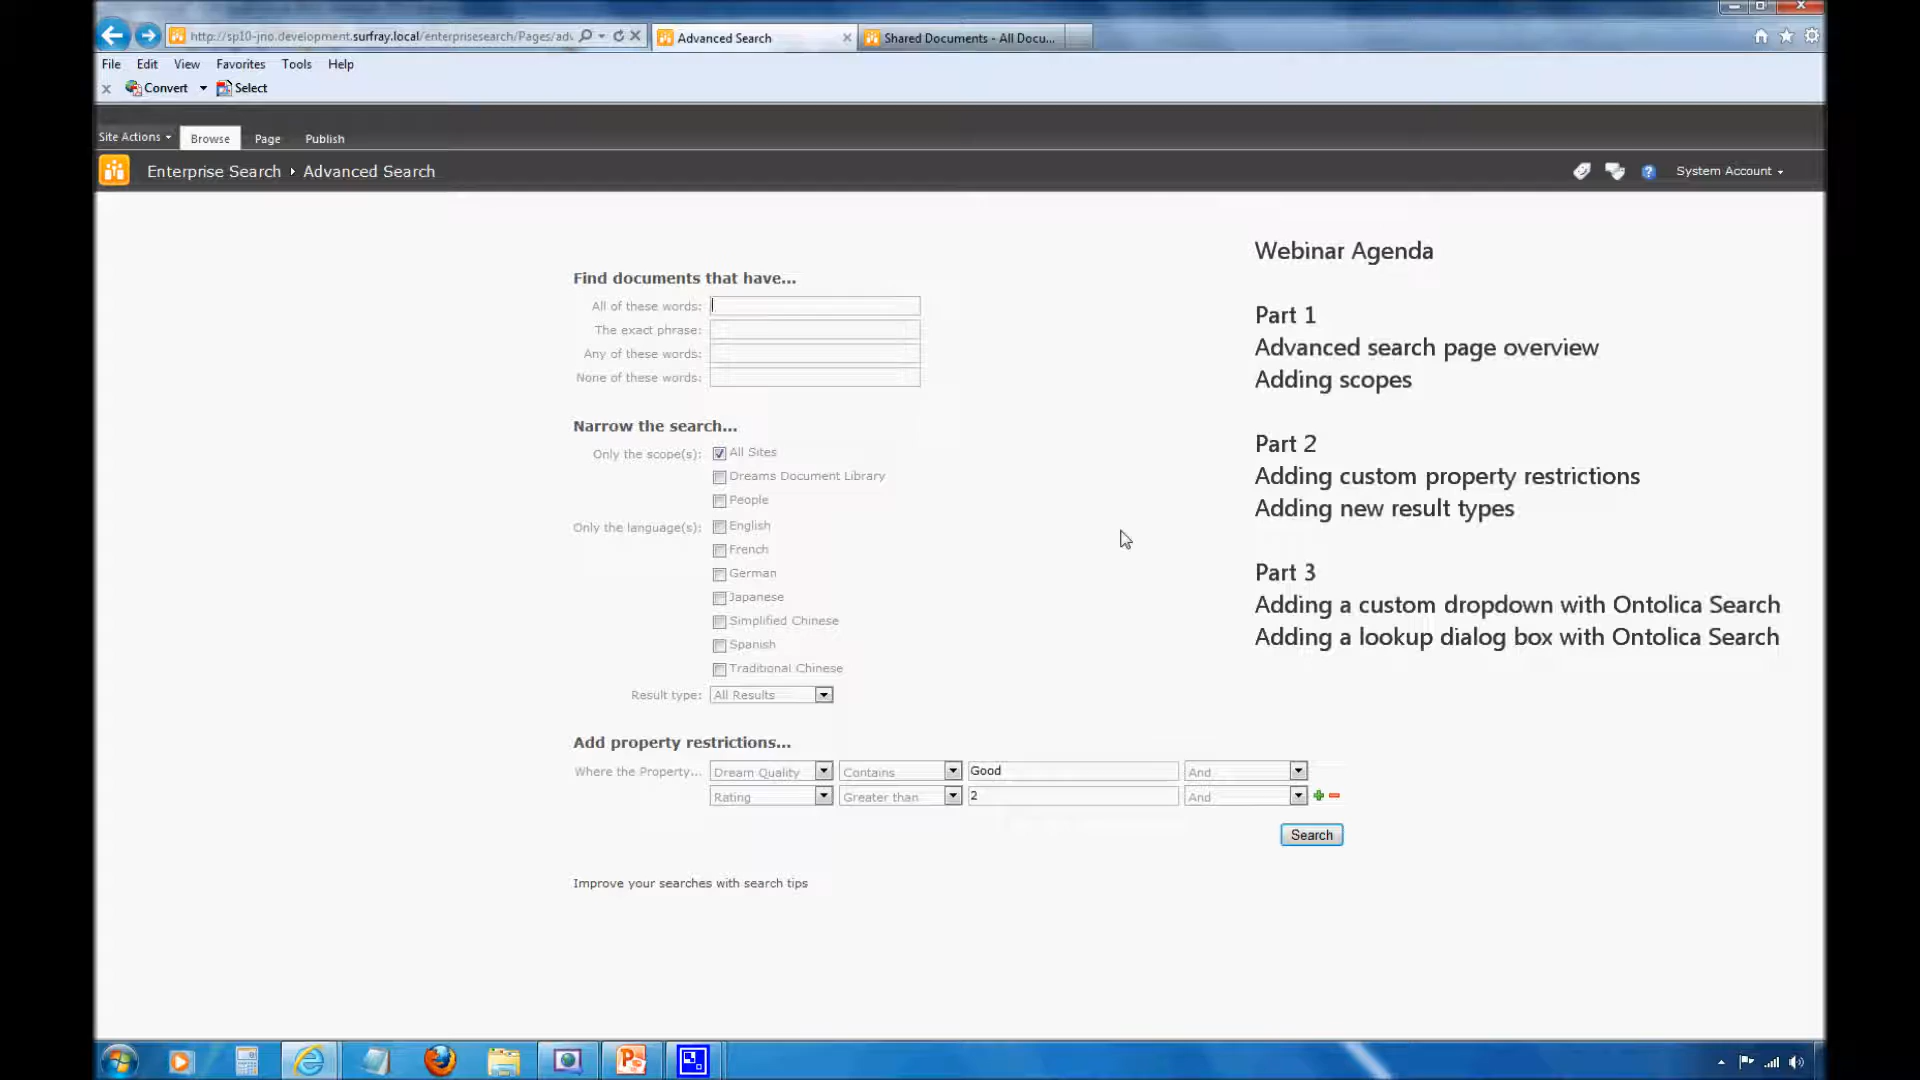 http://sp10-jno.development.surfray.local/enterprisesearch/Pages/adv
Advanced Search
Shared Documents - All Docu...
File Edit View Favorites Tools Help
Convert Select
Site Actions Browse Page Publish
Enterprise Search Advanced Search System Account
Webinar Agenda
Find documents that have...
All of these words:
The exact phrase:
Any of these words:
None of these words:
Part 1
Advanced search page overview
Adding scopes
Narrow the search...
Only the scope(s): All Sites
Dreams Document Library
People
Only the language(s): English
French
German
Japanese
Simplified Chinese
Spanish
Traditional Chinese
Result type: All Results
Part 2
Adding custom property restrictions
Adding new result types
Part 3
Adding a custom dropdown with Ontolica Search
Adding a lookup dialog box with Ontolica Search
Add property restrictions...
Where the Property... Dream Quality Contains Good And
Rating Greater than 2 And
Search
Improve your searches with search tips